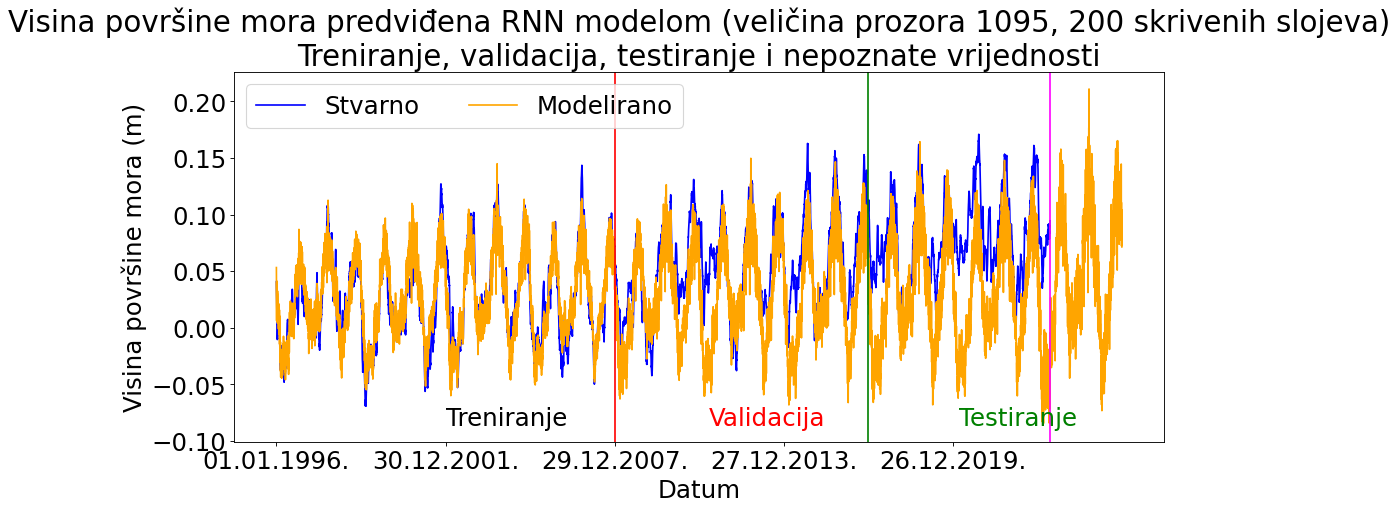 Visina površine mora predviđena RNN modelom (veličina prozora 1095, 200 skrivenih slojeva)
Treniranje, validacija, testiranje i nepoznate vrijednosti
Stvarno Modelirano
Visina površine mora (m)
0.20
0.15
0.10
0.05
0.00
−0.05
−0.10
Treniranje Validacija Testiranje
01.01.1996. 30.12.2001. 29.12.2007. 27.12.2013. 26.12.2019.
Datum